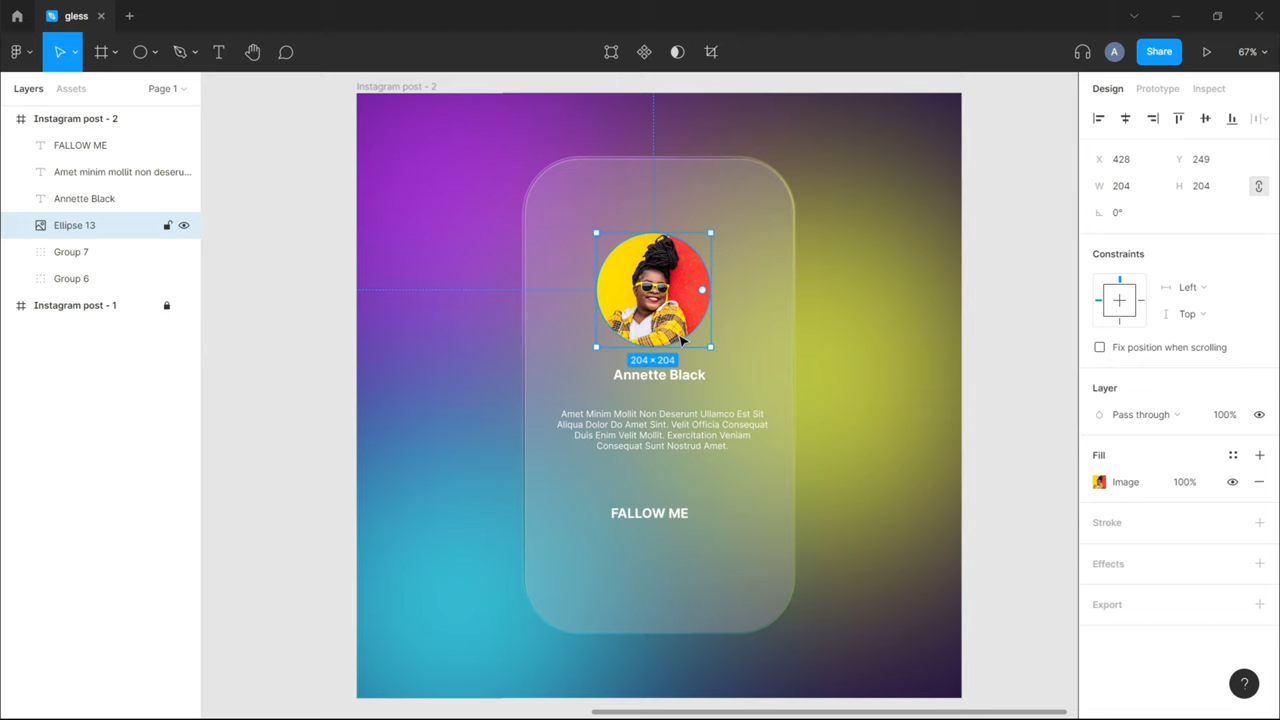 gless
Share
67%
Layers
Assets
Page 1
Instagram post - 2
FALLOW ME
Amet minim mollit non deseru...
Annette Black
Ellipse 13
Group 7
Group 6
Instagram post - 1
Instagram post - 2
204 × 204
Annette Black
Amet Minim Mollit Non Deserunt Ullamco Est Sit
Aliqua Dolor Do Amet Sint. Velit Officia Consequat
Duis Enim Velit Mollit. Exercitation Veniam
Consequat Sunt Nostrud Amet.
FALLOW ME
Design
Prototype
Inspect
X 428
Y 249
W 204
H 204
0°
Constraints
Left
Top
Fix position when scrolling
Layer
Pass through
100%
Fill
Image
100%
Stroke
Effects
Export
A
?